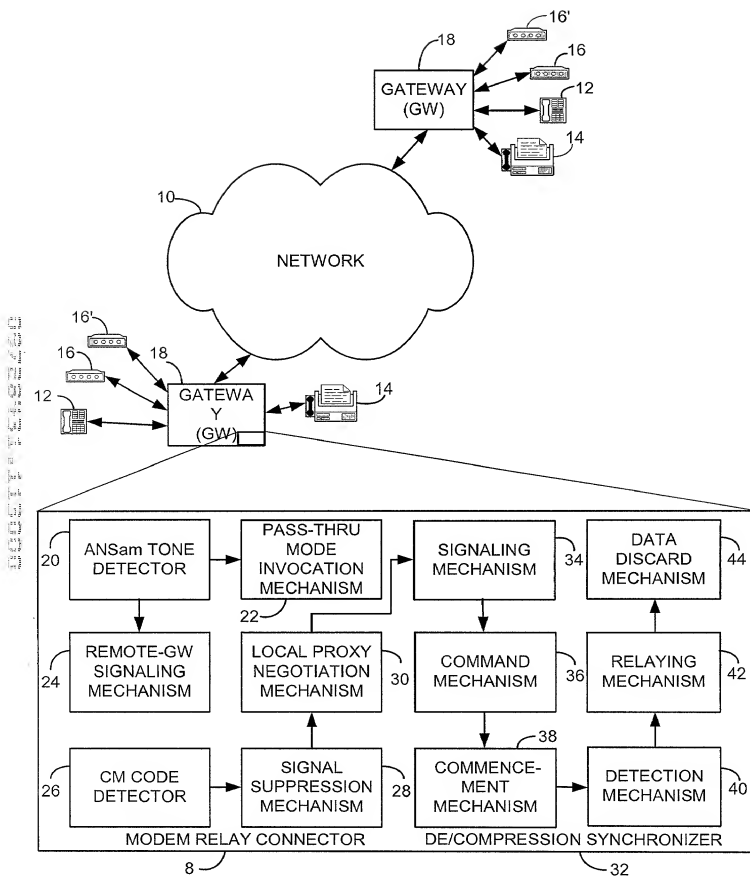 16'
18
16
GATEWAY
(GW)
12
14
10
NETWORK
16'
16
18
12
GATEWA
Y
(GW)
14
20
ANSam TONE
DETECTOR
PASS-THRU
MODE
INVOCATION
MECHANISM
22
SIGNALING
MECHANISM
34
DATA
DISCARD
MECHANISM
44
24
REMOTE-GW
SIGNALING
MECHANISM
LOCAL PROXY
NEGOTIATION
MECHANISM
30
COMMAND
MECHANISM
36
RELAYING
MECHANISM
42
26
CM CODE
DETECTOR
SIGNAL
SUPPRESSION
MECHANISM
28
38
COMMENCE-
MENT
MECHANISM
DETECTION
MECHANISM
40
MODEM RELAY CONNECTOR
DE/COMPRESSION SYNCHRONIZER
8
32